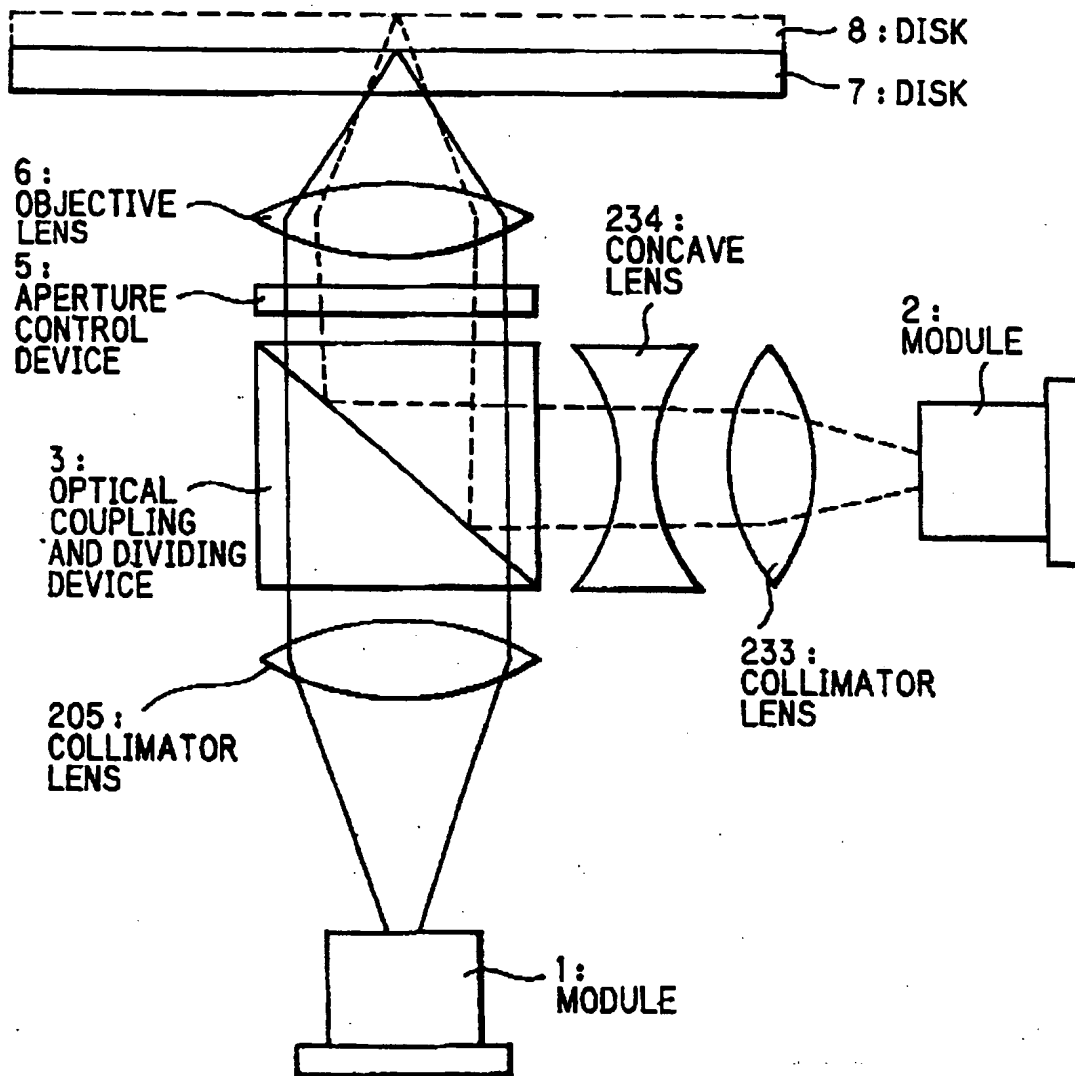 8: DISK
7: DISK
6:
OBJECTIVE
LENS
5:
APERTURE
CONTROL
DEVICE
234:
CONCAVE
LENS
2:
MODULE
3:
OPTICAL
COUPLING
AND DIVIDING
DEVICE
233:
COLLIMATOR
LENS
205:
COLLIMATOR
LENS
1:
MODULE